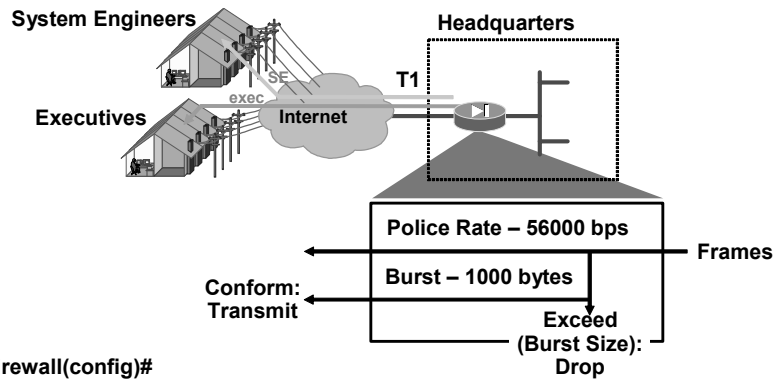 System Engineers
Headquarters
SE
T1
exec
Internet
Executives
Police Rate – 56000 bps
Frames
Burst – 1000 bytes
Conform:
Transmit
Exceed
(Burst Size):
Drop
rewall(config)#